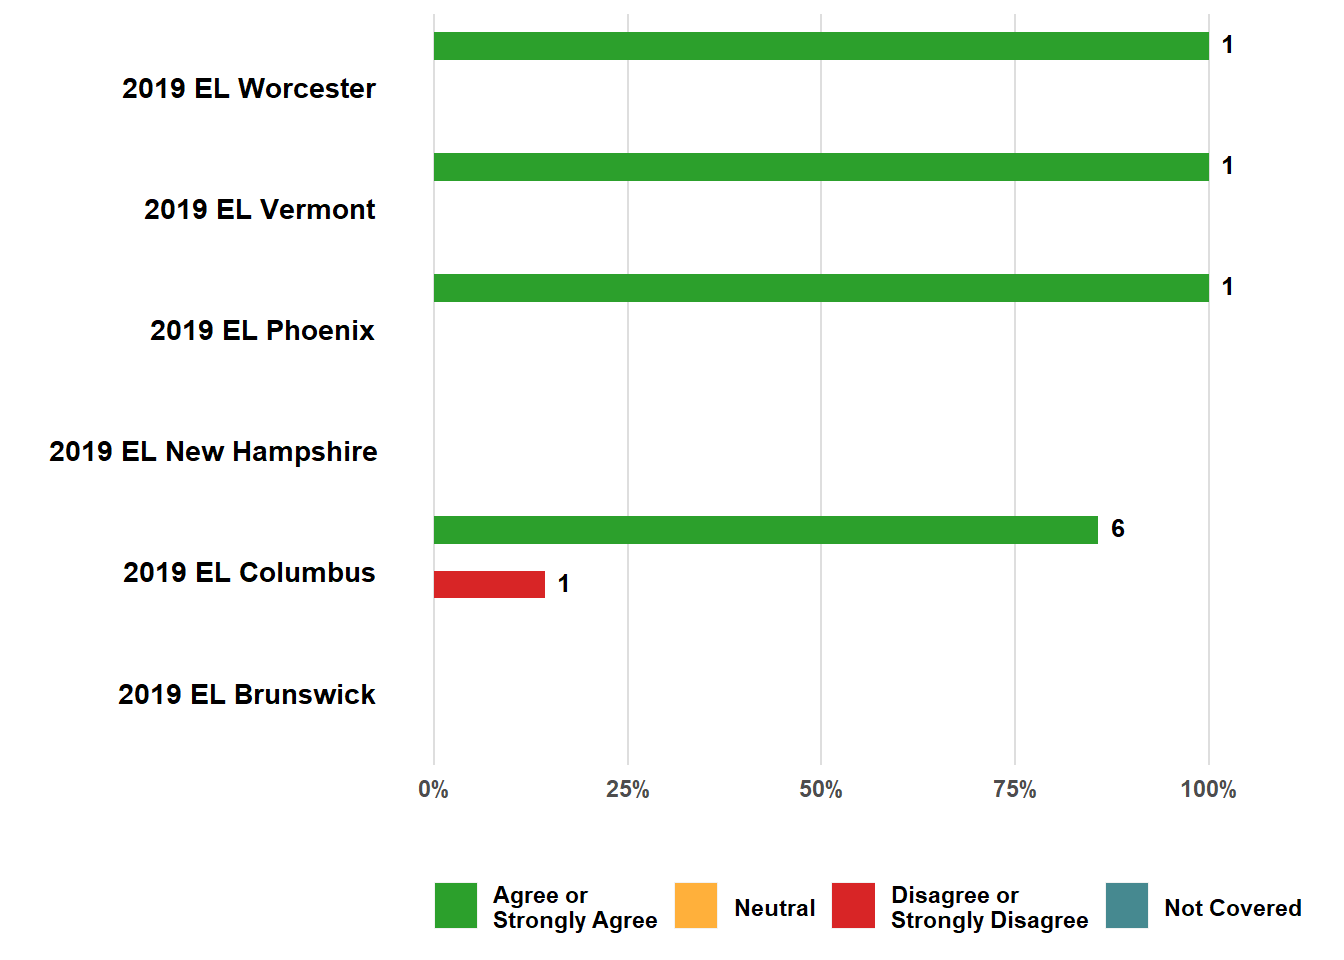 1
2019 EL Worcester
1
2019 EL Vermont
1
2019 EL Phoenix
2019 EL New Hampshire
6
2019 EL Columbus
1
2019 EL Brunswick
0% 25% 50% 75% 100%
Agree or
Strongly Agree
Neutral
Disagree or
Strongly Disagree
Not Covered